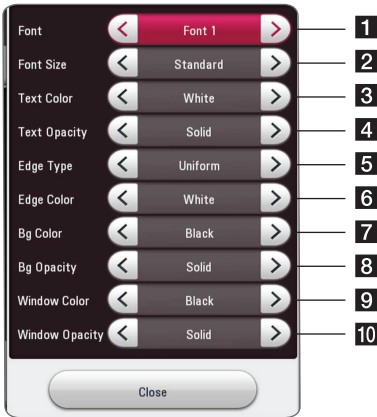 Font Font 1 1
Font Size Standard 2
Text Color White 3
Text Opacity Solid 4
Edge Type Uniform 5
Edge Color White 6
Bg Color Black 7
Bg Opacity Solid 8
Window Color Black 9
Window Opacity Solid 10
Close